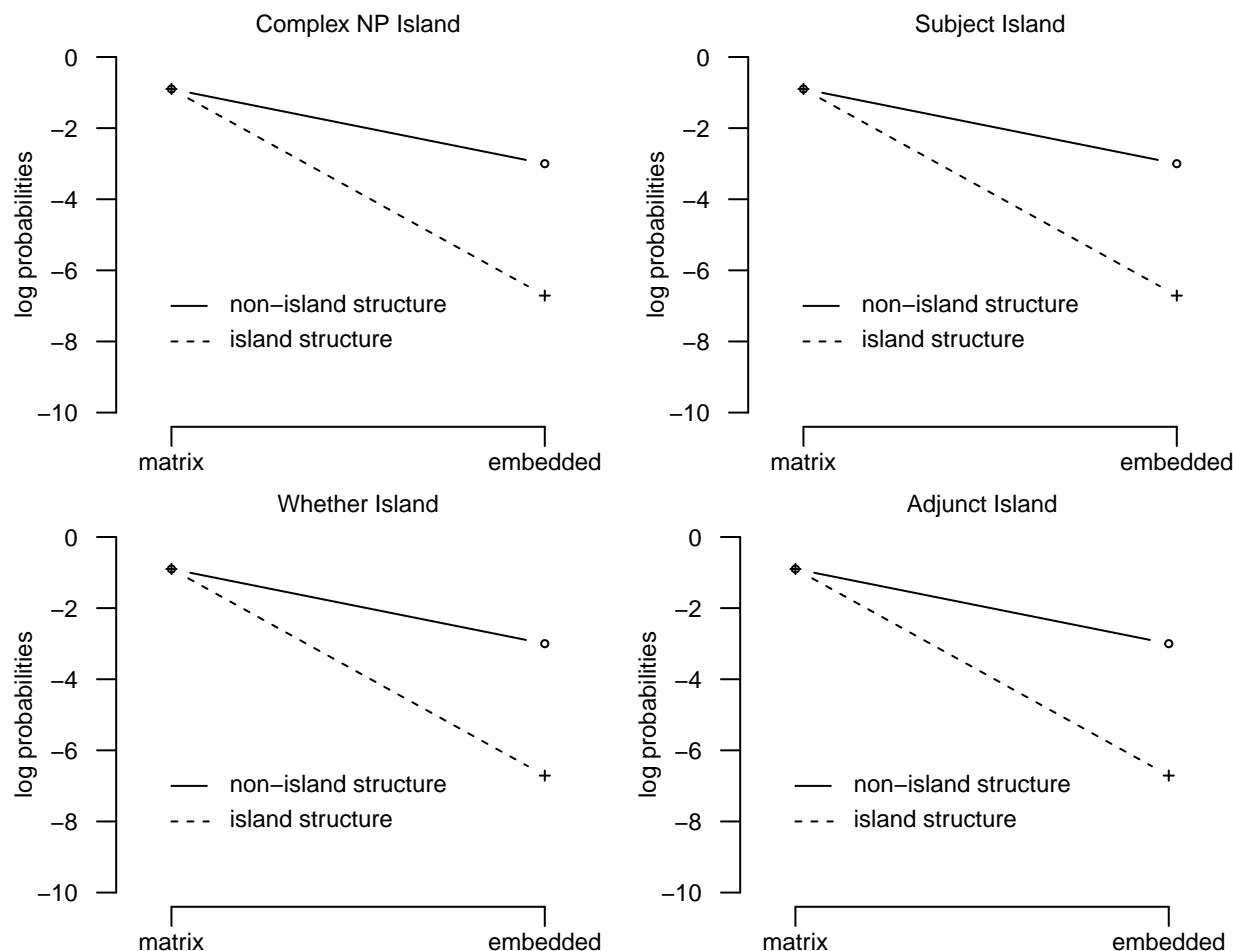 Complex NP Island
0
−2
−4
−6
−8
−10
log probabilities
non−island structure
island structure
matrix
embedded
Subject Island
0
−2
−4
−6
−8
−10
log probabilities
non−island structure
island structure
matrix
embedded
Whether Island
0
−2
−4
−6
−8
−10
log probabilities
non−island structure
island structure
matrix
embedded
Adjunct Island
0
−2
−4
−6
−8
−10
log probabilities
non−island structure
island structure
matrix
embedded